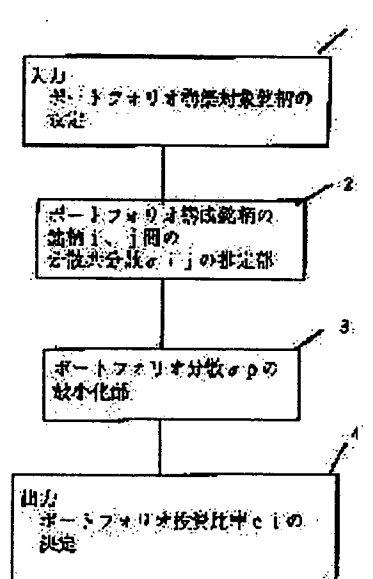 入力
ポートフォリオ構築対象銘柄の
設定
2
ポートフォリオ構成銘柄の
銘柄i、j間の
分散共分散σijの推定部
3
ポートフォリオ分散σpの
最小化部
出力
ポートフォリオ投資比率ciの
決定